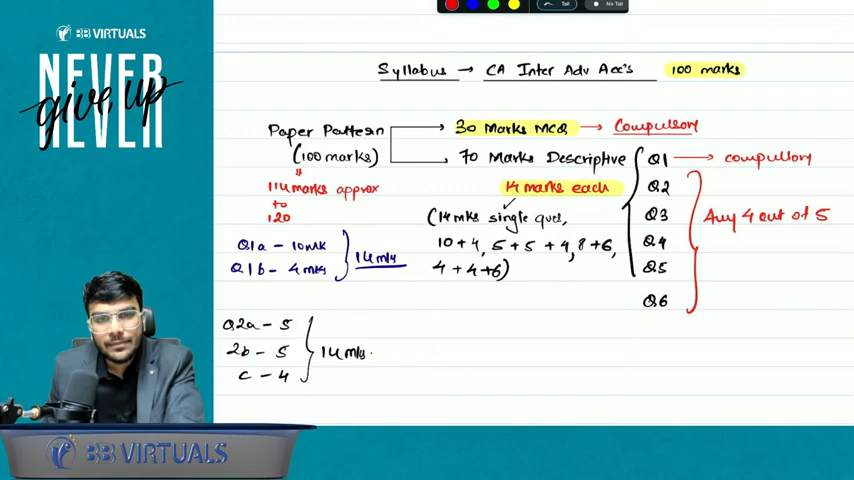 Tail
No Tail
BB VIRTUALS
NEVER
give up
NEVER
Syllabus → CA Inter Adv Acc's 100 marks
Paper Pattern → 30 Marks MCQ → Compulsory
(100 marks) → 70 Marks Descriptive Q1 → compulsory
114 marks approx
to
120
14 marks each
(14 mks single ques,
10 + 4, 5 + 5 + 4, 8 + 6,
4 + 4 + 6)
Q2
Q3
Q4
Q5
Q6
Any 4 out of 5
Q1a - 10 mk
Q1b - 4 mks
14 mks
Q2a - 5
2b - 5
c - 4
14 mks.
BB VIRTUALS